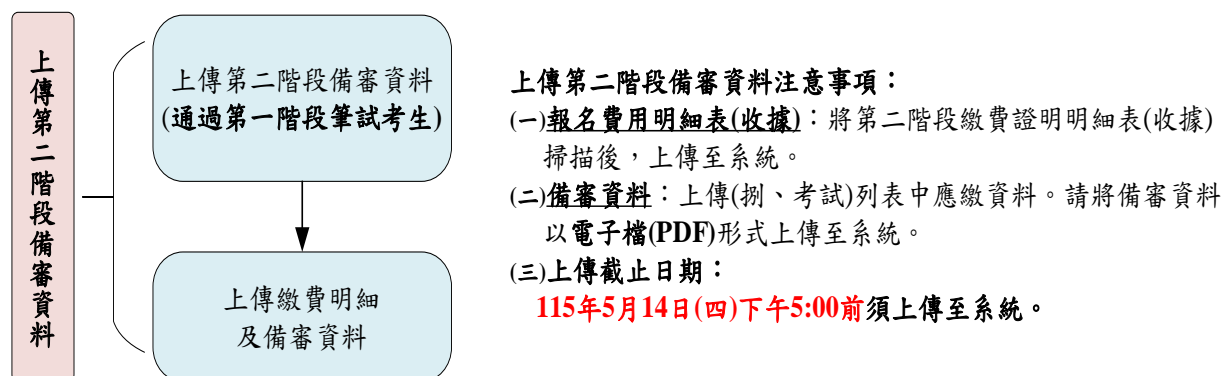 上傳第二階段備審資料
上傳第二階段備審資料
(通過第一階段筆試考生)
上傳繳費明細
及備審資料
上傳第二階段備審資料注意事項：
(一)報名費用明細表(收據)：將第二階段繳費證明明細表(收據)
掃描後，上傳至系統。
(二)備審資料：上傳(捌、考試)列表中應繳資料。請將備審資料
以電子檔(PDF)形式上傳至系統。
(三)上傳截止日期：
115年5月14日(四)下午5:00前須上傳至系統。